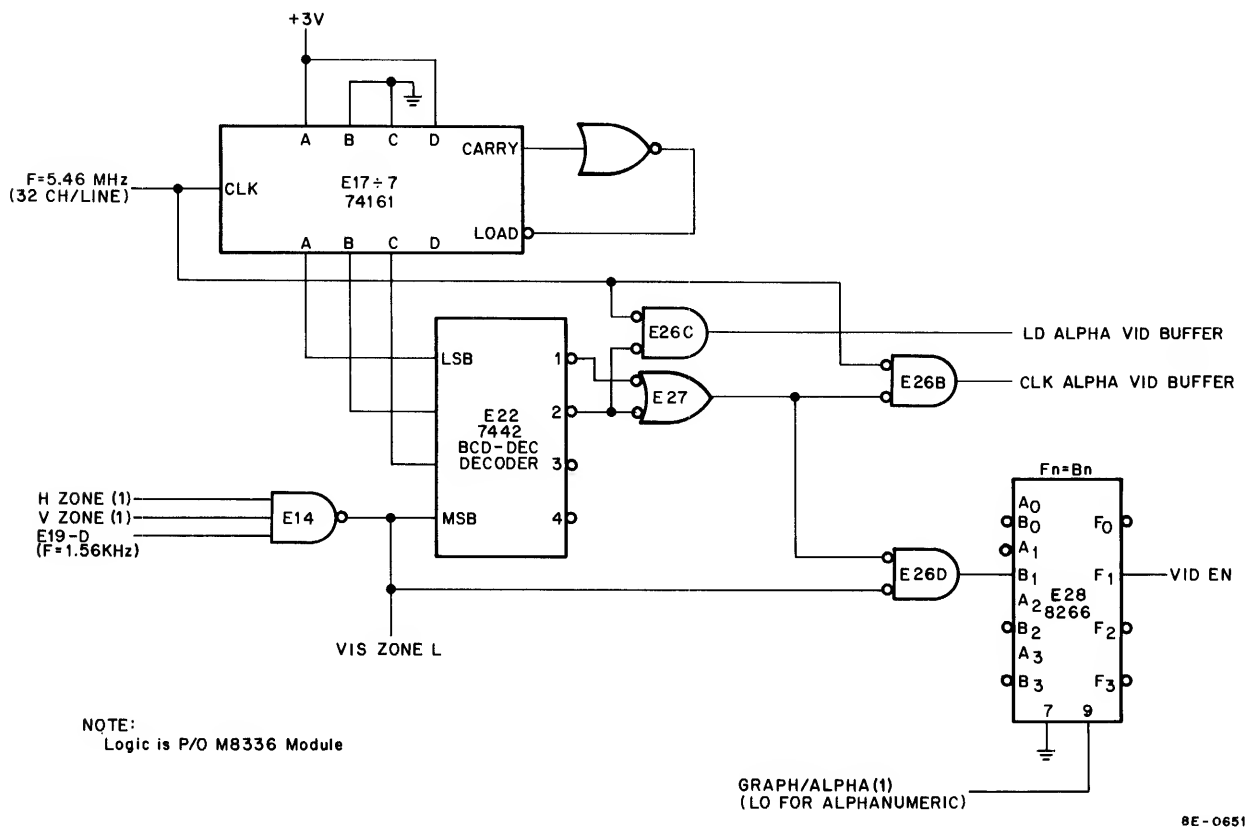 +3V
A B C D
CARRY
F=5.46 MHz
(32 CH/LINE)
CLK
E17÷7
74161
LOAD
A B C D
E26C
LD ALPHA VID BUFFER
LSB
1
E27
E26B
CLK ALPHA VID BUFFER
2
E22
7442
BCD-DEC
DECODER
3
MSB
4
H ZONE (1)
V ZONE (1)
E19-D
(F=1.56KHz)
E14
VIS ZONE L
E26D
Fn=Bn
A0
B0
F0
A1
B1
F1
VID EN
E28
8266
A2
B2
F2
A3
B3
F3
7 9
NOTE:
Logic is P/O M8336 Module
GRAPH/ALPHA(1)
(LO FOR ALPHANUMERIC)
8E-0651